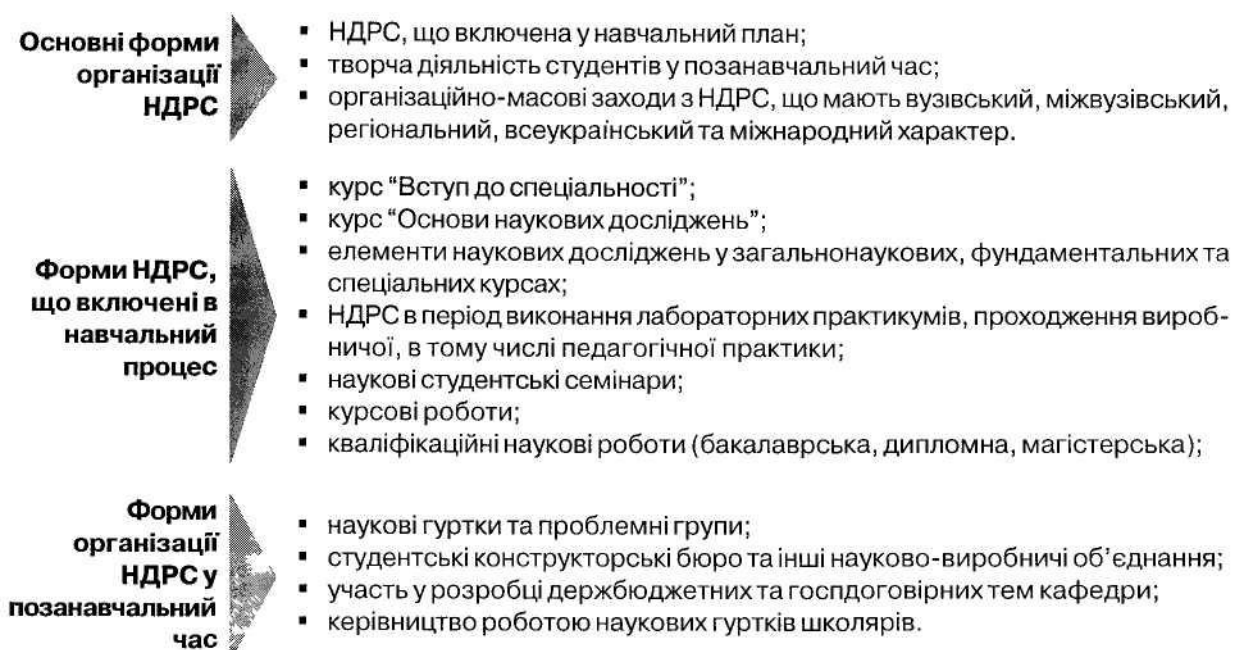 Основні форми
організації
НДРС
▪ НДРС, що включена у навчальний план;
▪ творча діяльність студентів у позанавчальний час;
▪ організаційно-масові заходи з НДРС, що мають вузівський, міжвузівський,
регіональний, всеукраїнський та міжнародний характер.
Форми НДРС,
що включені в
навчальний
процес
▪ курс “Вступ до спеціальності”;
▪ курс “Основи наукових досліджень”;
▪ елементи наукових досліджень у загальнонаукових, фундаментальних та
спеціальних курсах;
▪ НДРС в період виконання лабораторних практикумів, проходження вироб-
ничої, в тому числі педагогічної практики;
▪ наукові студентські семінари;
▪ курсові роботи;
▪ кваліфікаційні наукові роботи (бакалаврська, дипломна, магістерська);
Форми
організації
НДРС у
позанавчальний
час
▪ наукові гуртки та проблемні групи;
▪ студентські конструкторські бюро та інші науково-виробничі об’єднання;
▪ участь у розробці держбюджетних та госпдоговірних тем кафедри;
▪ керівництво роботою наукових гуртків школярів.